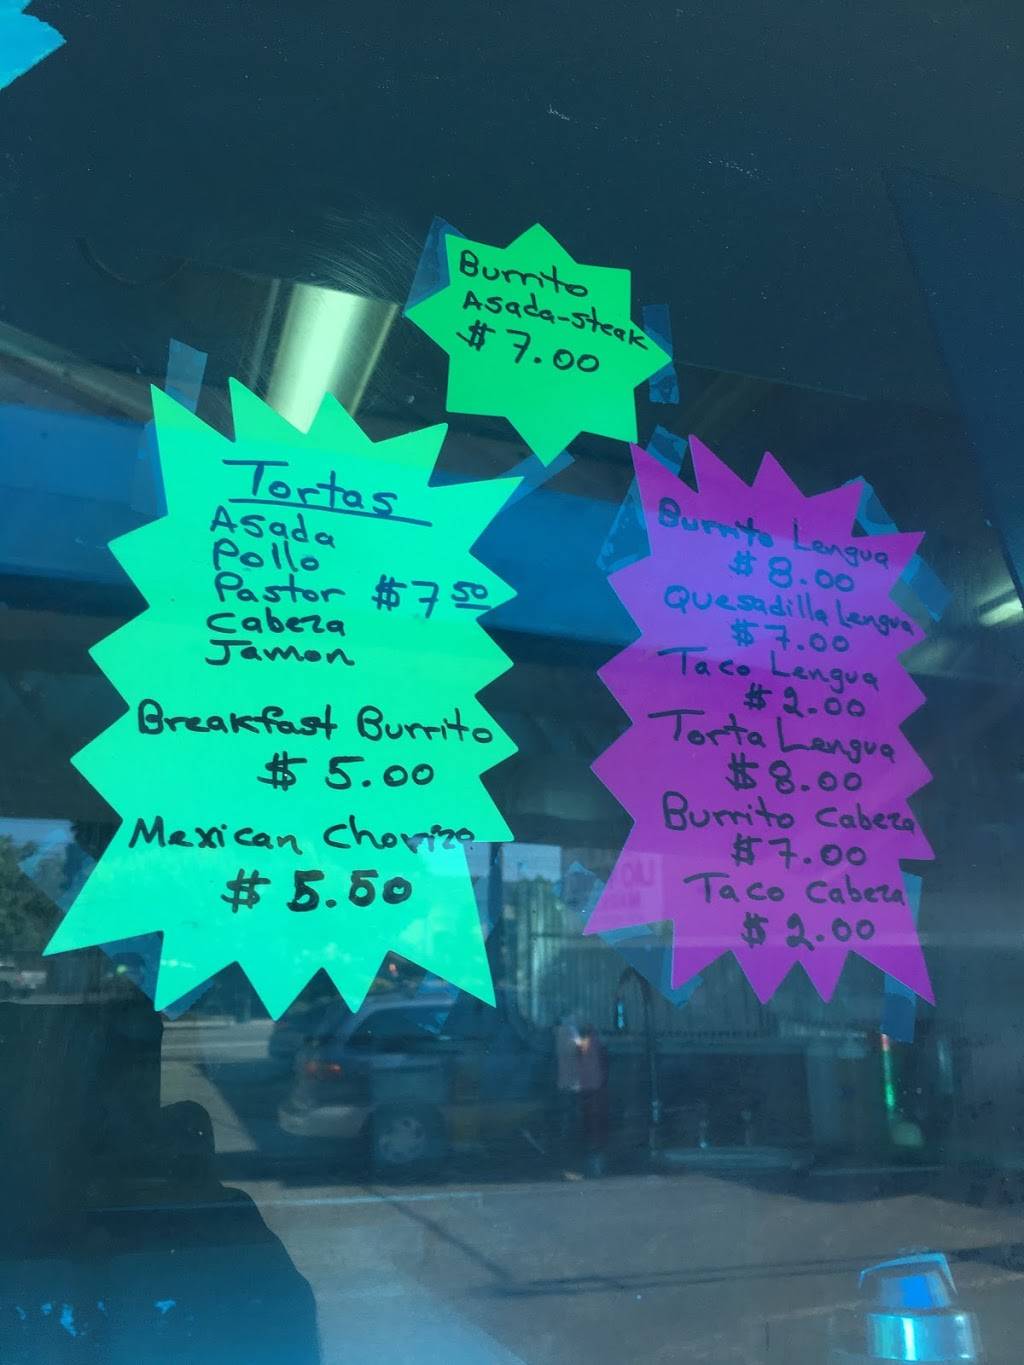 Burrito
Asada-steak
$ 7.00
Tortas
Asada
Pollo
Pastor $7 50
Cabeza
Jamon
Breakfast Burrito
$ 5.00
Mexican Chorizo
$ 5.50
Burrito Lengua
$ 8.00
Quesadilla Lengua
$ 7.00
Taco Lengua
$ 2.00
Torta Lengua
$ 8.00
Burrito Cabeza
$ 7.00
Taco Cabeza
$ 2.00